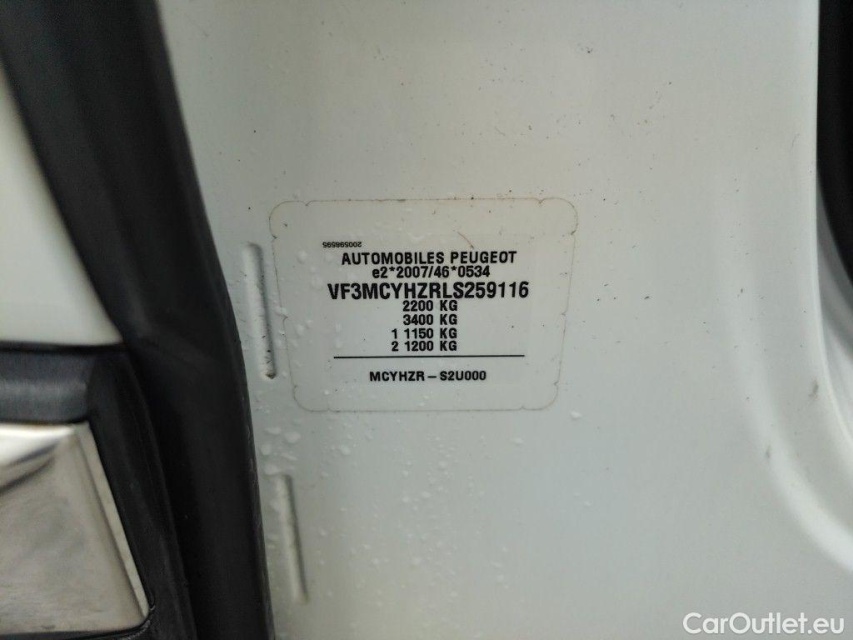 200598595
AUTOMOBILES PEUGEOT
e2*2007/46*0534
VF3MCYHZRLS259116
2200 KG
3400 KG
1 1150 KG
2 1200 KG
MCYHZR - S2U000
CarOutlet.eu